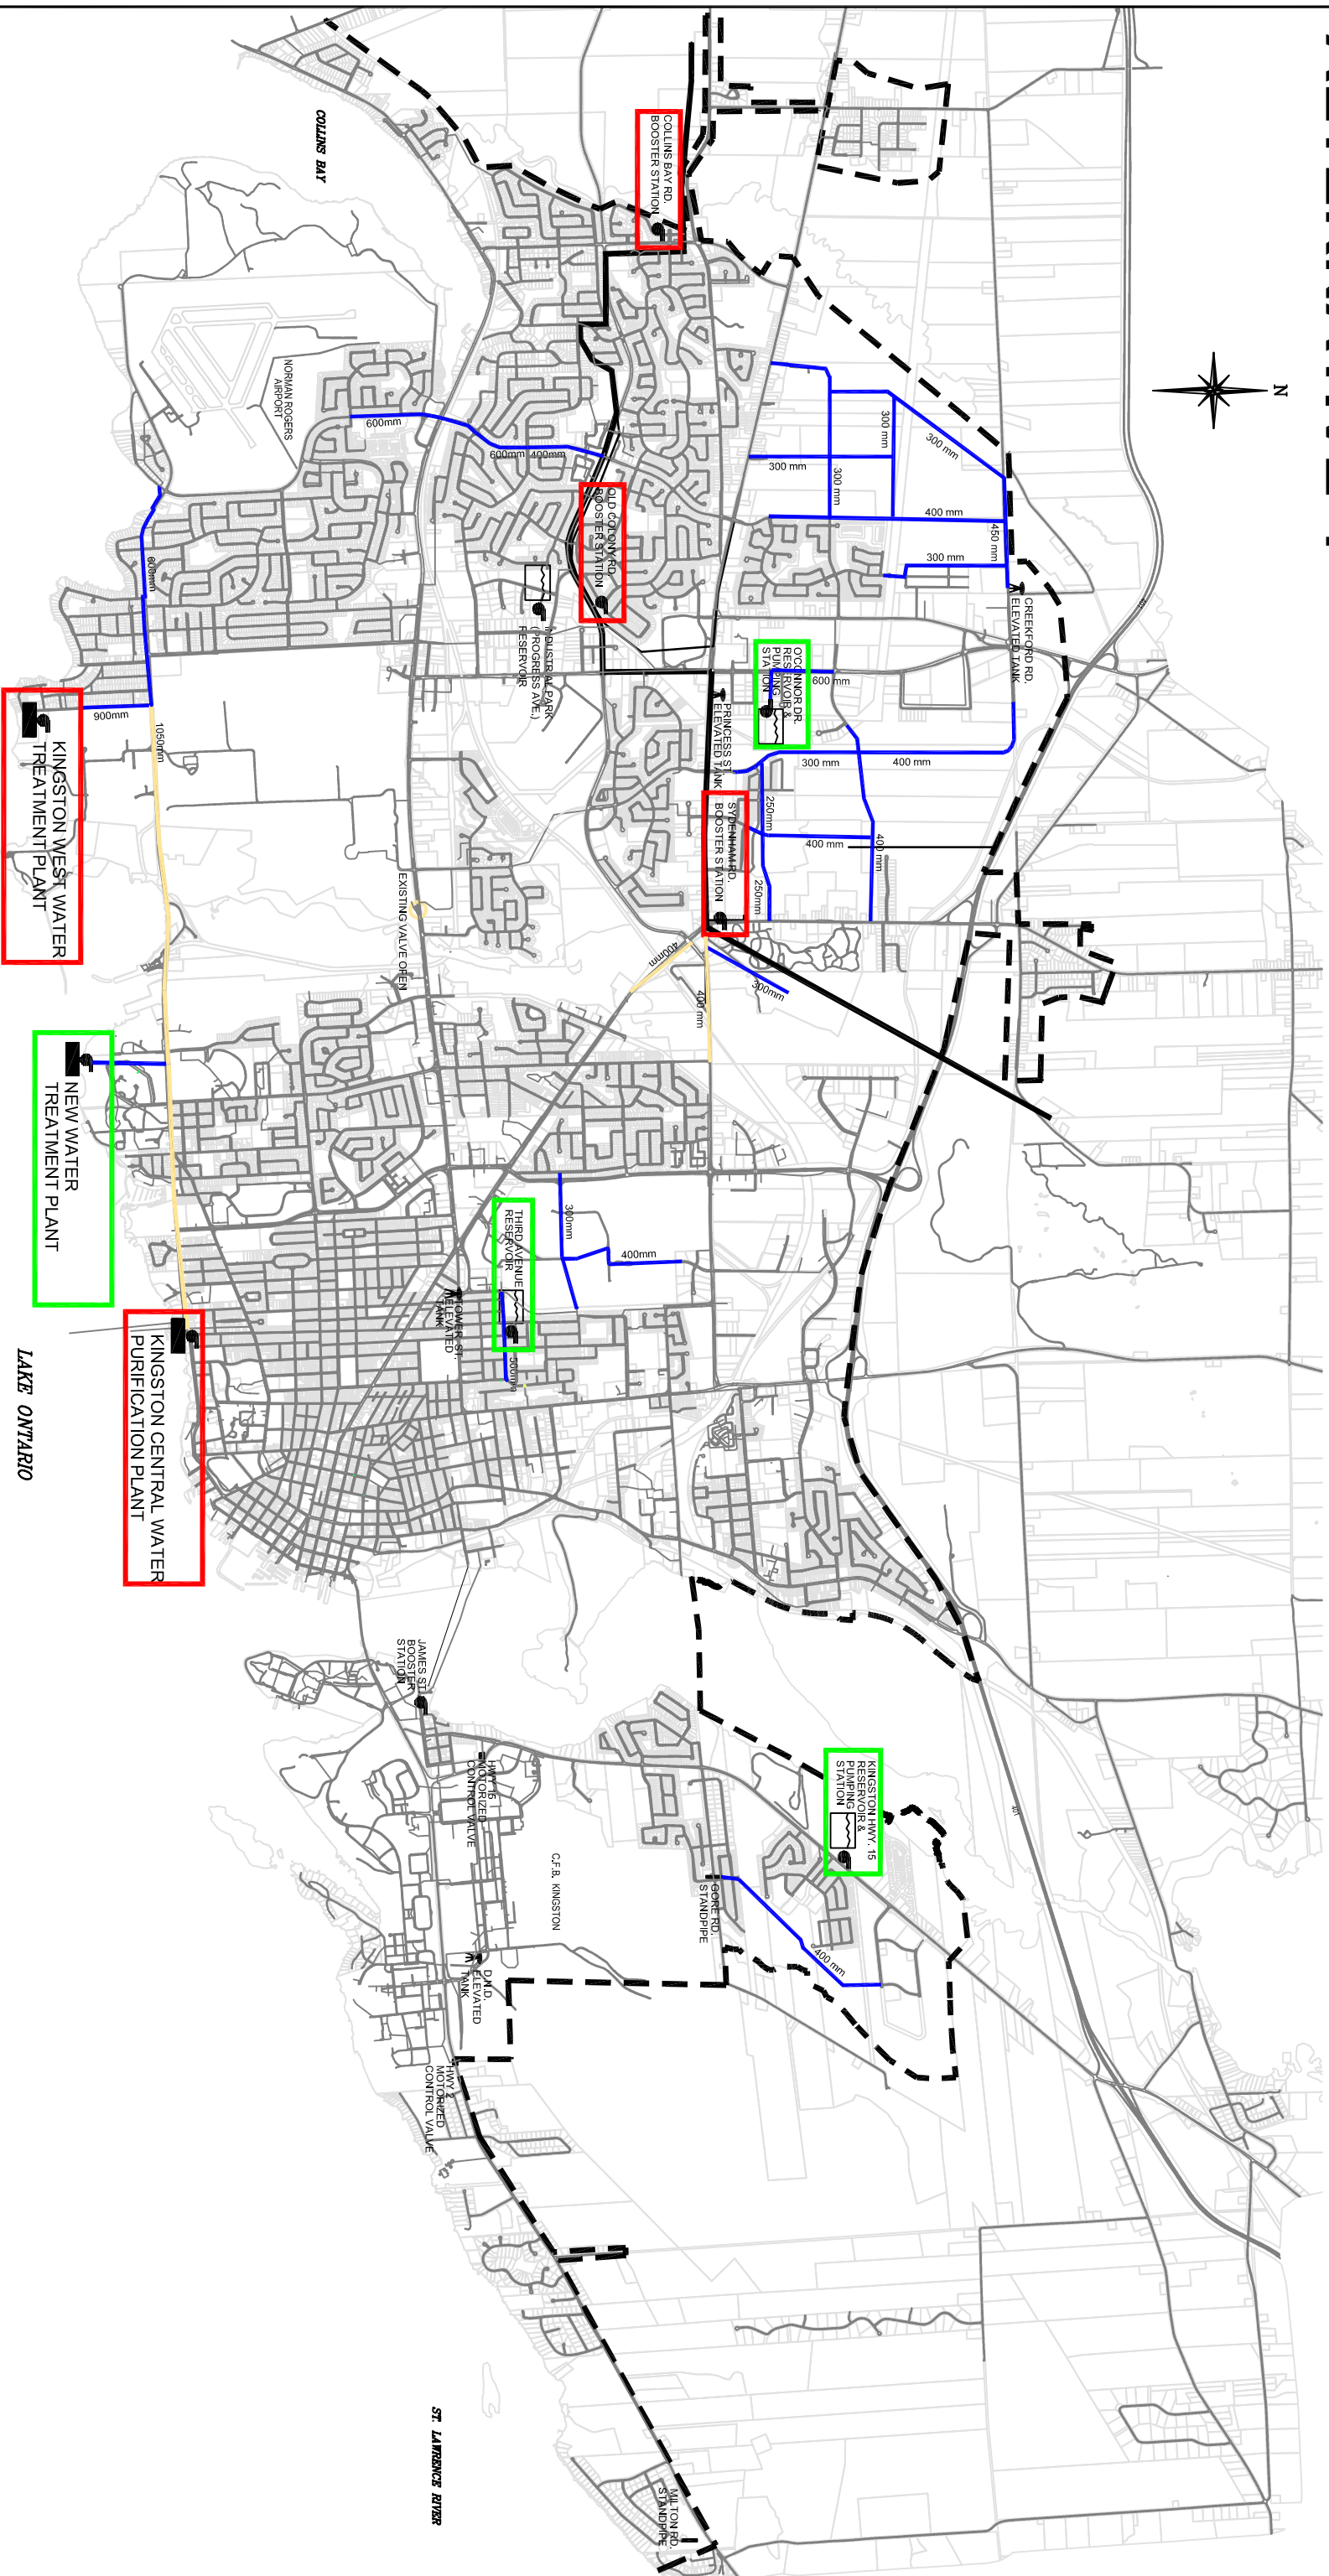 N
COLLINS BAY
COLLINS BAY RD.
BOOSTER STATION
NORMAN ROGERS
AIRPORT
600mm
600mm
400mm
300 mm
300 mm
300 mm
300 mm
400 mm
450 mm
300 mm
OLD COLONY RD.
BOOSTER STATION
600mm
INDUSTRIAL PARK
(PROGRESS AVE.)
RESERVOIR
CREEKFORD RD.
ELEVATED TANK
401
O'CONNOR DR.
RESERVOIR &
PUMPING
STATION
600 mm
PRINCESS ST.
ELEVATED TANK
900mm
1050mm
KINGSTON WEST WATER
TREATMENT PLANT
300 mm
400 mm
250mm
400 mm
400 mm
250mm
SYDENHAM RD.
BOOSTER STATION
EXISTING VALVE OPEN
400mm
400 mm
300mm
NEW WATER
TREATMENT PLANT
300mm
400mm
THIRD AVENUE
RESERVOIR
500mm
TOWER ST.
ELEVATED
TANK
KINGSTON CENTRAL WATER
PURIFICATION PLANT
LAKE ONTARIO
JAMES ST.
BOOSTER
STATION
HWY 15
MOTORIZED
CONTROL VALVE
C.F.B. KINGSTON
KINGSTON HWY. 15
RESERVOIR &
PUMPING
STATION
401
GORE RD.
STANDPIPE
400 mm
D.N.D.
ELEVATED
TANK
HWY 2
MOTORIZED
CONTROL VALVE
ST. LAWRENCE RIVER
MILTON RD.
STANDPIPE